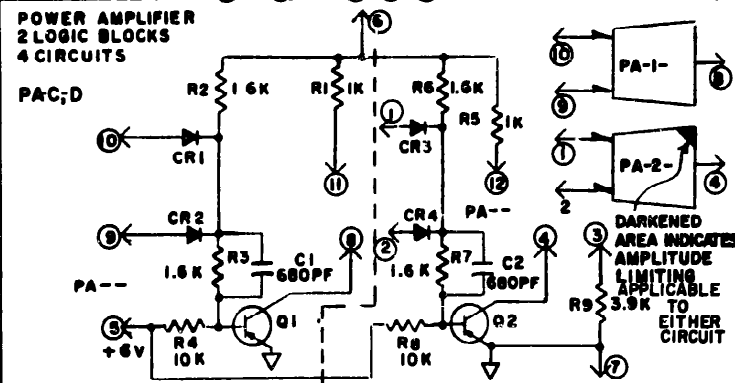 POWER AMPLIFIER
2 LOGIC BLOCKS
4 CIRCUITS
PAC,D
6
R2 1.6K
R1 1K
R6 1.6K
R5 1K
10
CR1
1
CR3
11
12
9
CR2
8
2
CR4
PA--
4
R3
1.6K
C1
680PF
R7
1.6K
C2
680PF
PA--
5
+6V
R4
10K
Q1
R8
10K
Q2
3
R9 3.9K
7
10
9
PA-1-
8
1
2
PA-2-
4
DARKENED
AREA INDICATES
AMPLITUDE
LIMITING
APPLICABLE
TO
EITHER
CIRCUIT